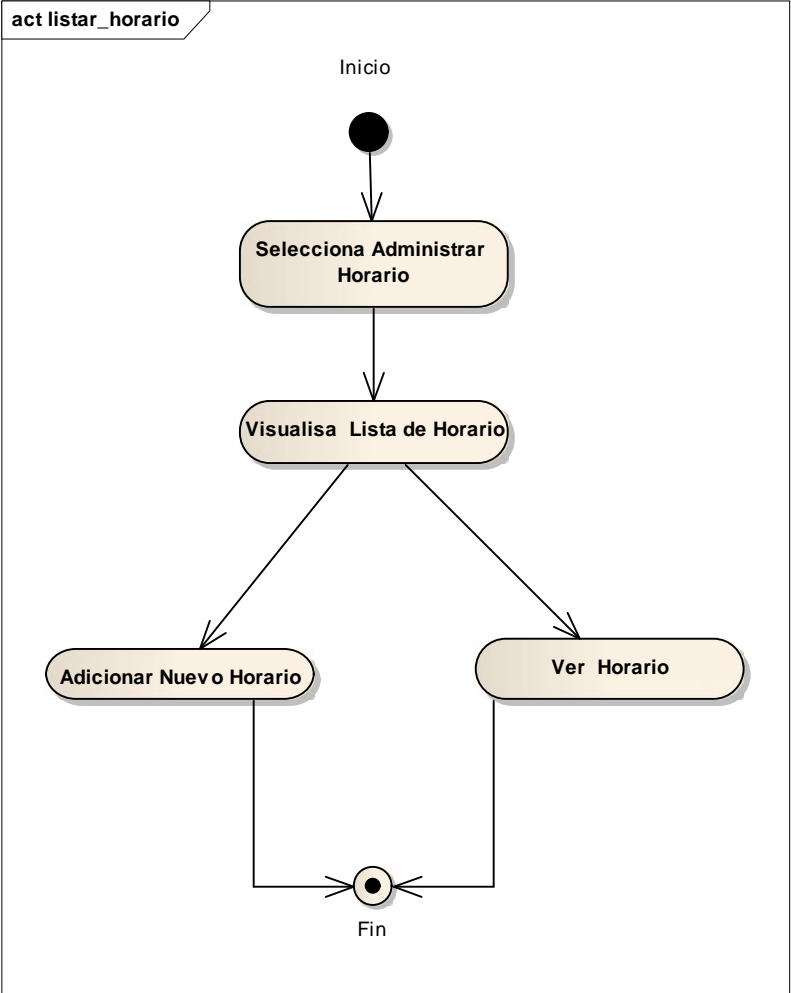 act listar_horario
Inicio
Selecciona Administrar
Horario
Visualisa Lista de Horario
Adicionar Nuevo Horario
Ver Horario
Fin